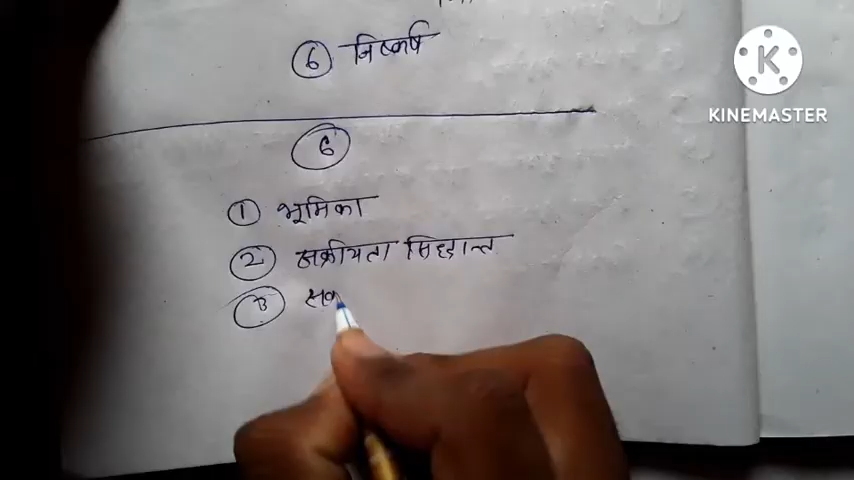 ⑥ निष्कर्ष
K
KINEMASTER
⑥
① भूमिका
② सक्रीयता सिद्धान्त
③